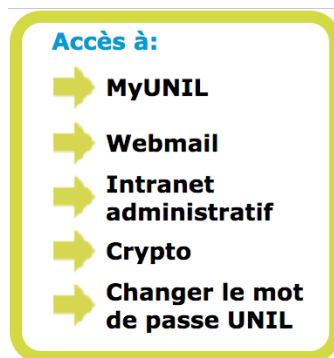 Accès à:
MyUNIL
Webmail
Intranet
administratif
Crypto
Changer le mot
de passe UNIL